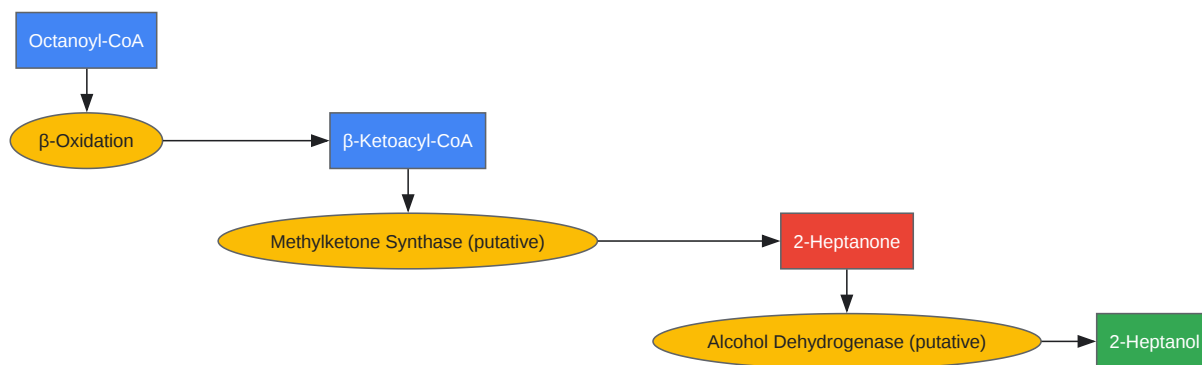 Octanoyl-CoA
β-Oxidation
β-Ketoacyl-CoA
Methylketone Synthase (putative)
2-Heptanone
Alcohol Dehydrogenase (putative)
2-Heptanol